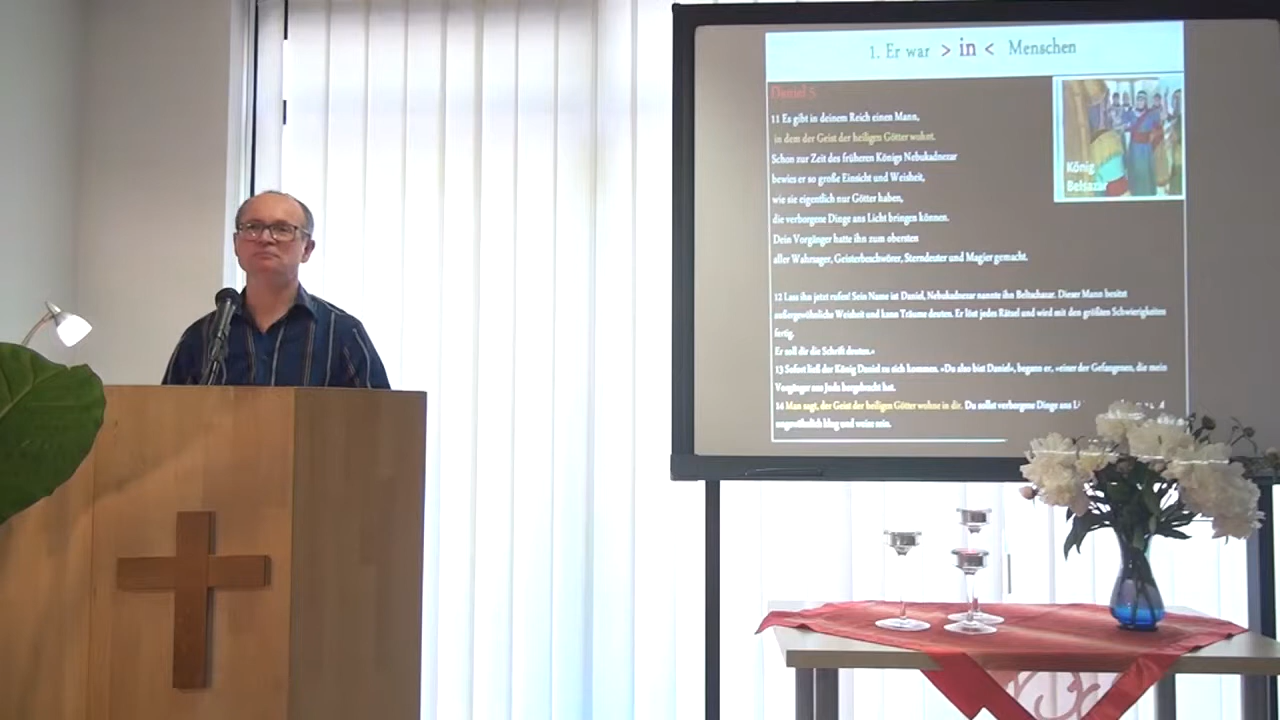 1. Er war > in < Menschen
Daniel 5
11 Es gibt in deinem Reich einen Mann,
in dem der Geist der heiligen Götter wohnt.
Schon zur Zeit des früheren Königs Nebukadnezar
bewies er so große Einsicht und Weisheit,
wie sie eigentlich nur Götter haben,
die verborgene Dinge ans Licht bringen können.
Dein Vorgänger hatte ihn zum obersten
aller Wahrsager, Geisterbeschwörer, Sterndeuter und Magier gemacht.
König
Belsazar
12 Lass ihn jetzt rufen! Sein Name ist Daniel, Nebukadnezar nannte ihn Beltschazar. Dieser Mann besitzt
außergewöhnliche Weisheit und kann Träume deuten. Er löst jedes Rätsel und wird mit den größten Schwierigkeiten
fertig.
Er soll dir die Schrift deuten.«
13 Sofort ließ der König Daniel zu sich kommen. »Du also bist Daniel«, begann er, »einer der Gefangenen, die mein
Vorgänger aus Juda hergebracht hat.
14 Man sagt, der Geist der heiligen Götter wohne in dir. Du sollst verborgene Dinge ans
ungewöhnlich klug und weise sein.